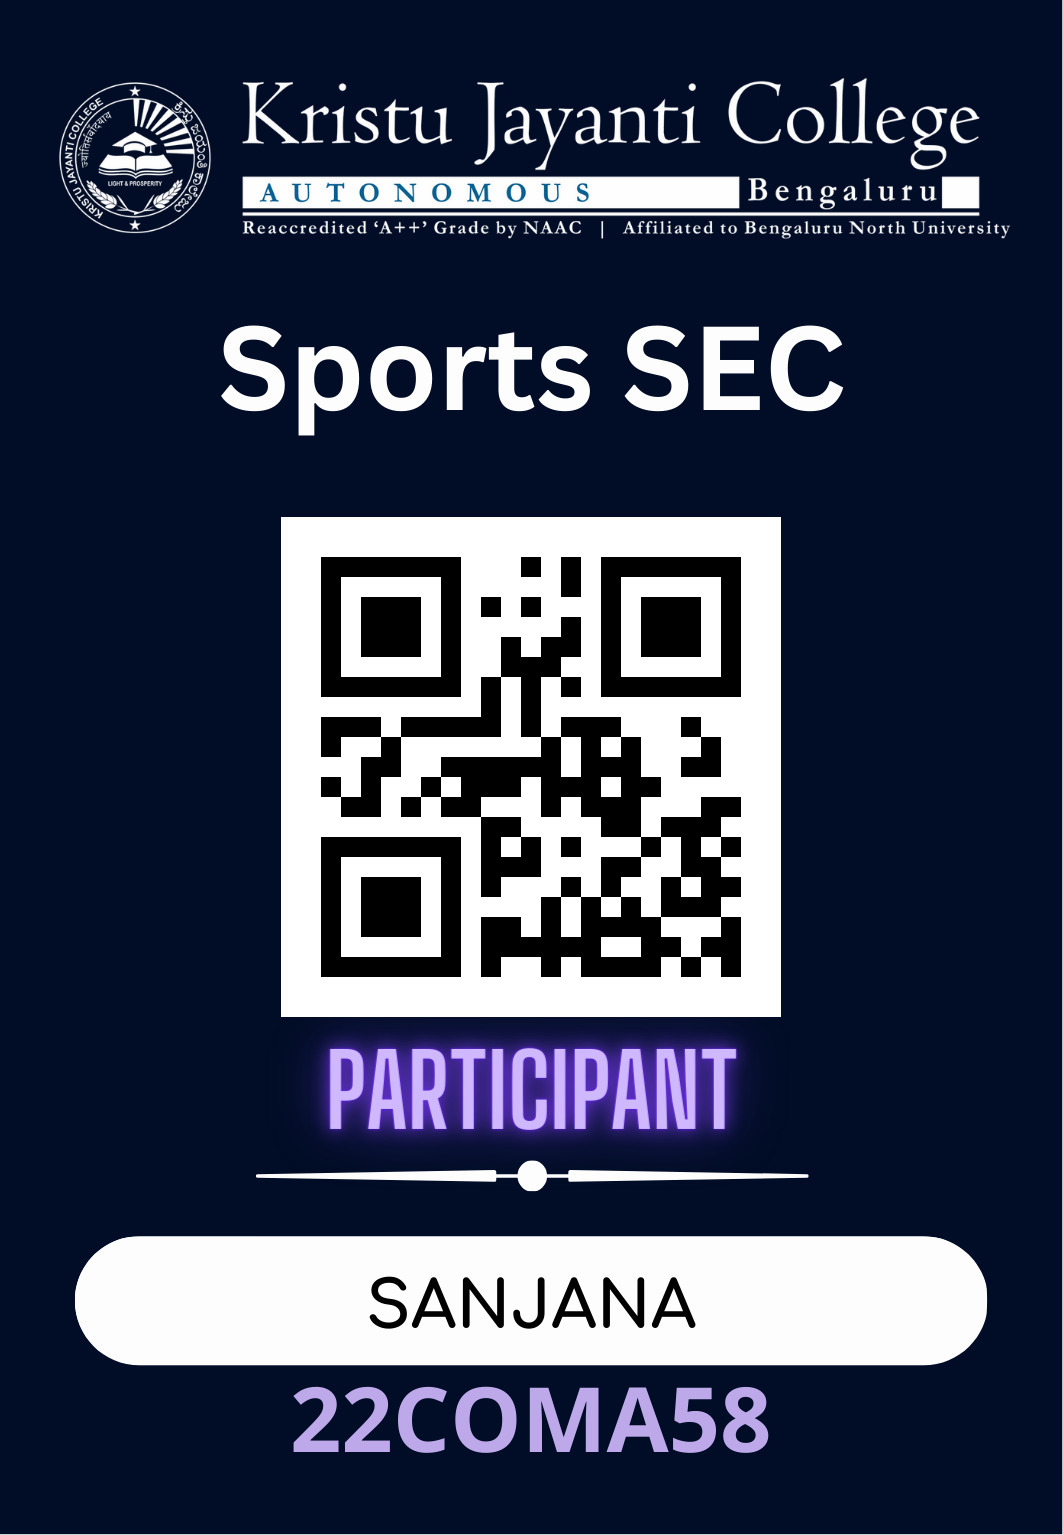 KRISTU JAYANTI COLLEGE
LIGHT & PROSPERITY
Kristu Jayanti College
AUTONOMOUS Bengaluru
Reaccredited ‘A++’ Grade by NAAC | Affiliated to Bengaluru North University
Sports SEC
PARTICIPANT
SANJANA
22COMA58